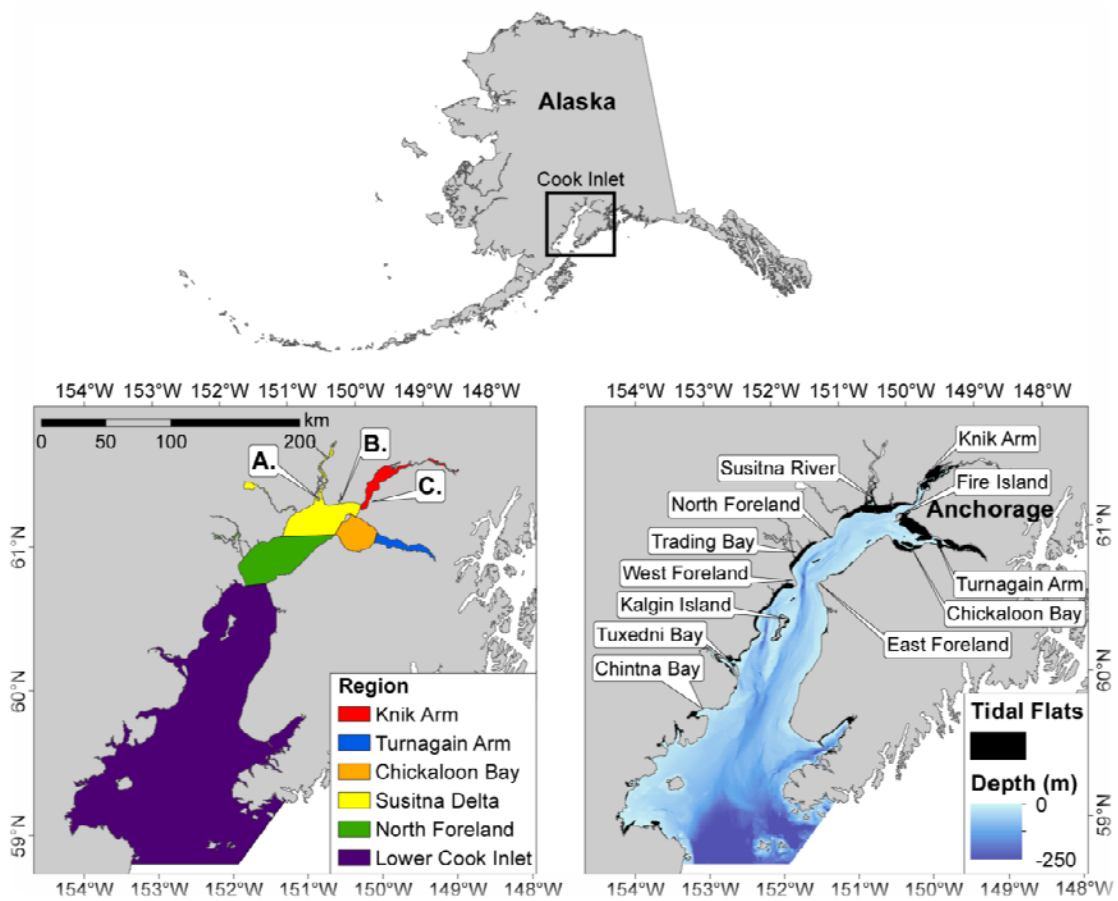 Alaska
Cook Inlet
154°W 153°W 152°W 151°W 150°W 149°W 148°W
km
0 50 100 200
A.
B.
C.
61°N
60°N
59°N
Region
Knik Arm
Turnagain Arm
Chickaloon Bay
Susitna Delta
North Foreland
Lower Cook Inlet
154°W 153°W 152°W 151°W 150°W 149°W 148°W
154°W 153°W 152°W 151°W 150°W 149°W 148°W
Knik Arm
Susitna River
Fire Island
North Foreland
Anchorage
Trading Bay
West Foreland
Turnagain Arm
Kalgin Island
Chickaloon Bay
Tuxedni Bay
East Foreland
Chintna Bay
61°N
60°N
59°N
Tidal Flats
Depth (m)
0
-250
154°W 153°W 152°W 151°W 150°W 149°W 148°W